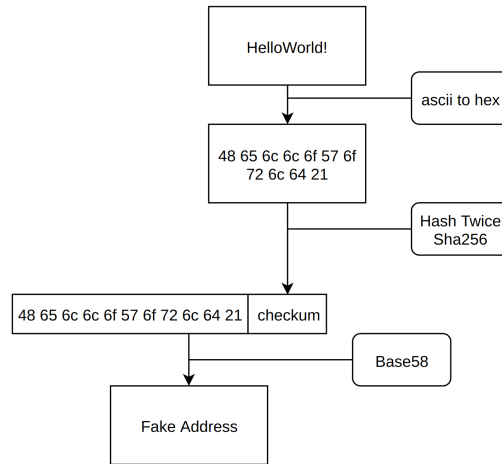 HelloWorld!
ascii to hex
48 65 6c 6c 6f 57 6f
72 6c 64 21
Hash Twice
Sha256
48 65 6c 6c 6f 57 6f 72 6c 64 21
checkum
Base58
Fake Address